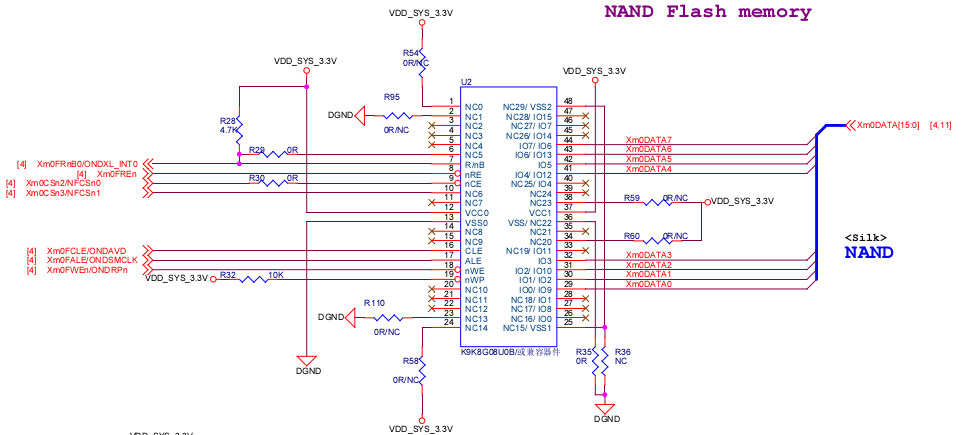 NAND Flash memory
VDD_SYS_3.3V
R54
0R/NC
VDD_SYS_3.3V
VDD_SYS_3.3V
U2
R95
DGND
0R/NC
R28
4.7K
R29 0R
[4] Xm0FRnB0/ONDXL_INT0
[4] Xm0FREn
[4] Xm0CSn2/NFCSn0
R30 0R
[4] Xm0CSn3/NFCSn1
[4] Xm0FCLE/ONDAVD
[4] Xm0FALE/ONDSMCLK
[4] Xm0FWEn/ONDRPn
VDD_SYS_3.3V
R32 10K
R110
DGND
0R/NC
DGND
R58
0R/NC
VDD_SYS_3.3V
1 NC0 NC29/ VSS2 48
2 NC1 NC28/ IO15 47
3 NC2 NC27/ IO7 46
4 NC3 NC26/ IO14 45
5 NC4 IO7/ IO6 44
6 NC5 IO6/ IO13 43
7 R/nB IO5 42
8 nRE IO4/ IO12 41
9 nCE NC25/ IO4 40
10 NC6 NC24 39
11 NC7 NC23 38
12 VCC0 VCC1 37
13 VSS0 VSS/ NC22 36
14 NC8 NC21 35
15 NC9 NC20 34
16 CLE NC19/ IO11 33
17 ALE IO3 32
18 nWE IO2/ IO10 31
19 nWP IO1/ IO2 30
20 NC10 IO0/ IO9 29
21 NC11 NC18/ IO1 28
22 NC12 NC17/ IO8 27
23 NC13 NC16/ IO0 26
24 NC14 NC15/ VSS1 25
K9K8G08U0B/或兼容器件
Xm0DATA7
Xm0DATA6
Xm0DATA5
Xm0DATA4
Xm0DATA[15:0] [4,11]
R59 0R/NC
VDD_SYS_3.3V
R60 0R/NC
Xm0DATA3
Xm0DATA2
Xm0DATA1
Xm0DATA0
<Silk>
NAND
R35
0R
R36
NC
DGND
VDD_SYS_3.3V